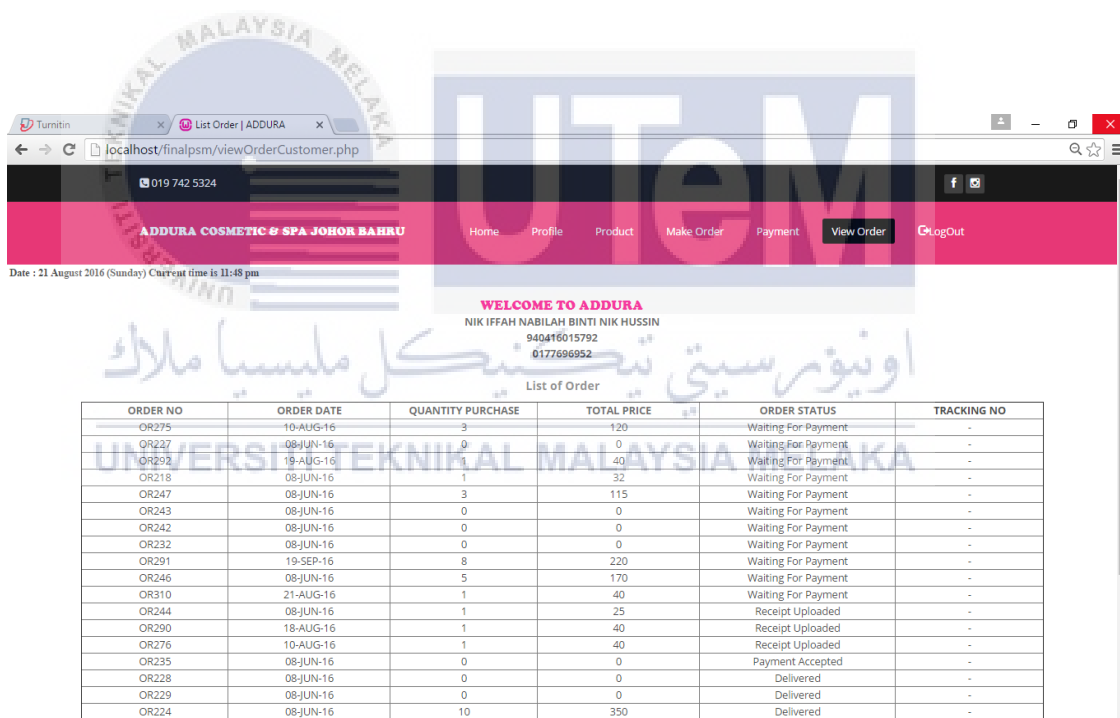 UNIVERSITI TEKNIKAL MALAYSIA MELAKA
UTeM
Turnitin
List Order | ADDURA
localhost/finalpsm/viewOrderCustomer.php
019 742 5324
ADDURA COSMETIC & SPA JOHOR BAHRU Home Profile Product Make Order Payment View Order LogOut
Date : 21 August 2016 (Sunday) Current time is 11:48 pm
WELCOME TO ADDURA
NIK IFFAH NABILAH BINTI NIK HUSSIN
940416015792
0177696952
اونيۏرسيتي تيكنيكل مليسيا ملاك
List of Order
ORDER NO ORDER DATE QUANTITY PURCHASE TOTAL PRICE ORDER STATUS TRACKING NO
OR275 10-AUG-16 3 120 Waiting For Payment -
OR227 08-JUN-16 0 0 Waiting For Payment -
UNIVERSITI TEKNIKAL MALAYSIA MELAKA
OR292 19-AUG-16 1 40 Waiting For Payment -
OR218 08-JUN-16 1 32 Waiting For Payment -
OR247 08-JUN-16 3 115 Waiting For Payment -
OR243 08-JUN-16 0 0 Waiting For Payment -
OR242 08-JUN-16 0 0 Waiting For Payment -
OR232 08-JUN-16 0 0 Waiting For Payment -
OR291 19-SEP-16 8 220 Waiting For Payment -
OR246 08-JUN-16 5 170 Waiting For Payment -
OR310 21-AUG-16 1 40 Waiting For Payment -
OR244 08-JUN-16 1 25 Receipt Uploaded -
OR290 18-AUG-16 1 40 Receipt Uploaded -
OR276 10-AUG-16 1 40 Receipt Uploaded -
OR235 08-JUN-16 0 0 Payment Accepted -
OR228 08-JUN-16 0 0 Delivered -
OR229 08-JUN-16 0 0 Delivered -
OR224 08-JUN-16 10 350 Delivered -